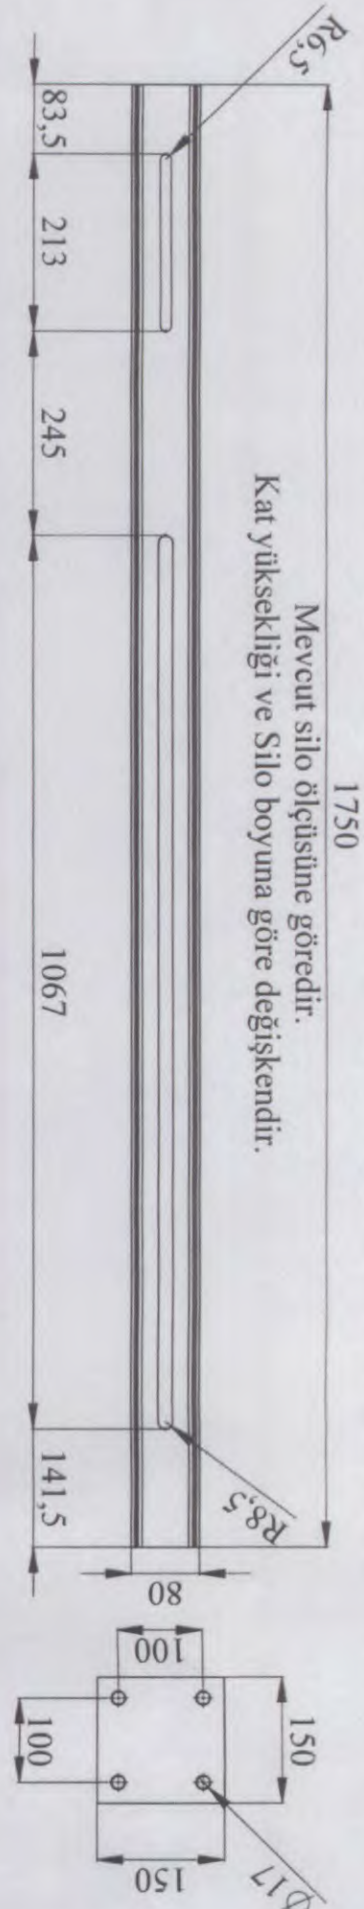 1750
Mevcut silo ölçüsüne göredir.
Kat yüksekliği ve Silo boyuna göre değişkendir.
R6,5
R8,5
83,5
213
245
1067
141,5
80
100
100
150
150
ϕ17